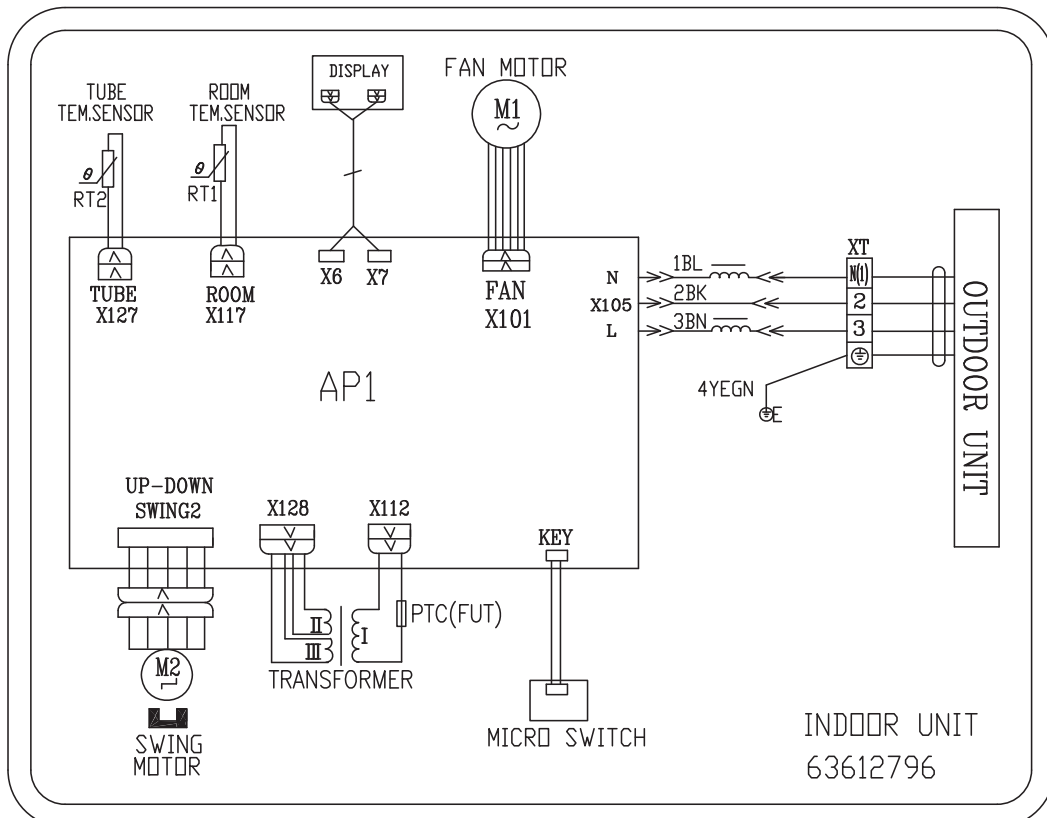 DISPLAY
FAN MOTOR
M1
TUBE
TEM.SENSOR
ROOM
TEM.SENSOR
θ
RT2
θ
RT1
TUBE
X127
ROOM
X117
X6
X7
FAN
X101
N
X105
L
1BL
2BK
3BN
4YEGN
E
XT
N(1)
2
3
OUTDOOR UNIT
AP1
UP-DOWN
SWING2
X128
X112
KEY
M2
SWING
MOTOR
II
III
I
PTC(FUT)
TRANSFORMER
MICRO SWITCH
INDOOR UNIT
63612796